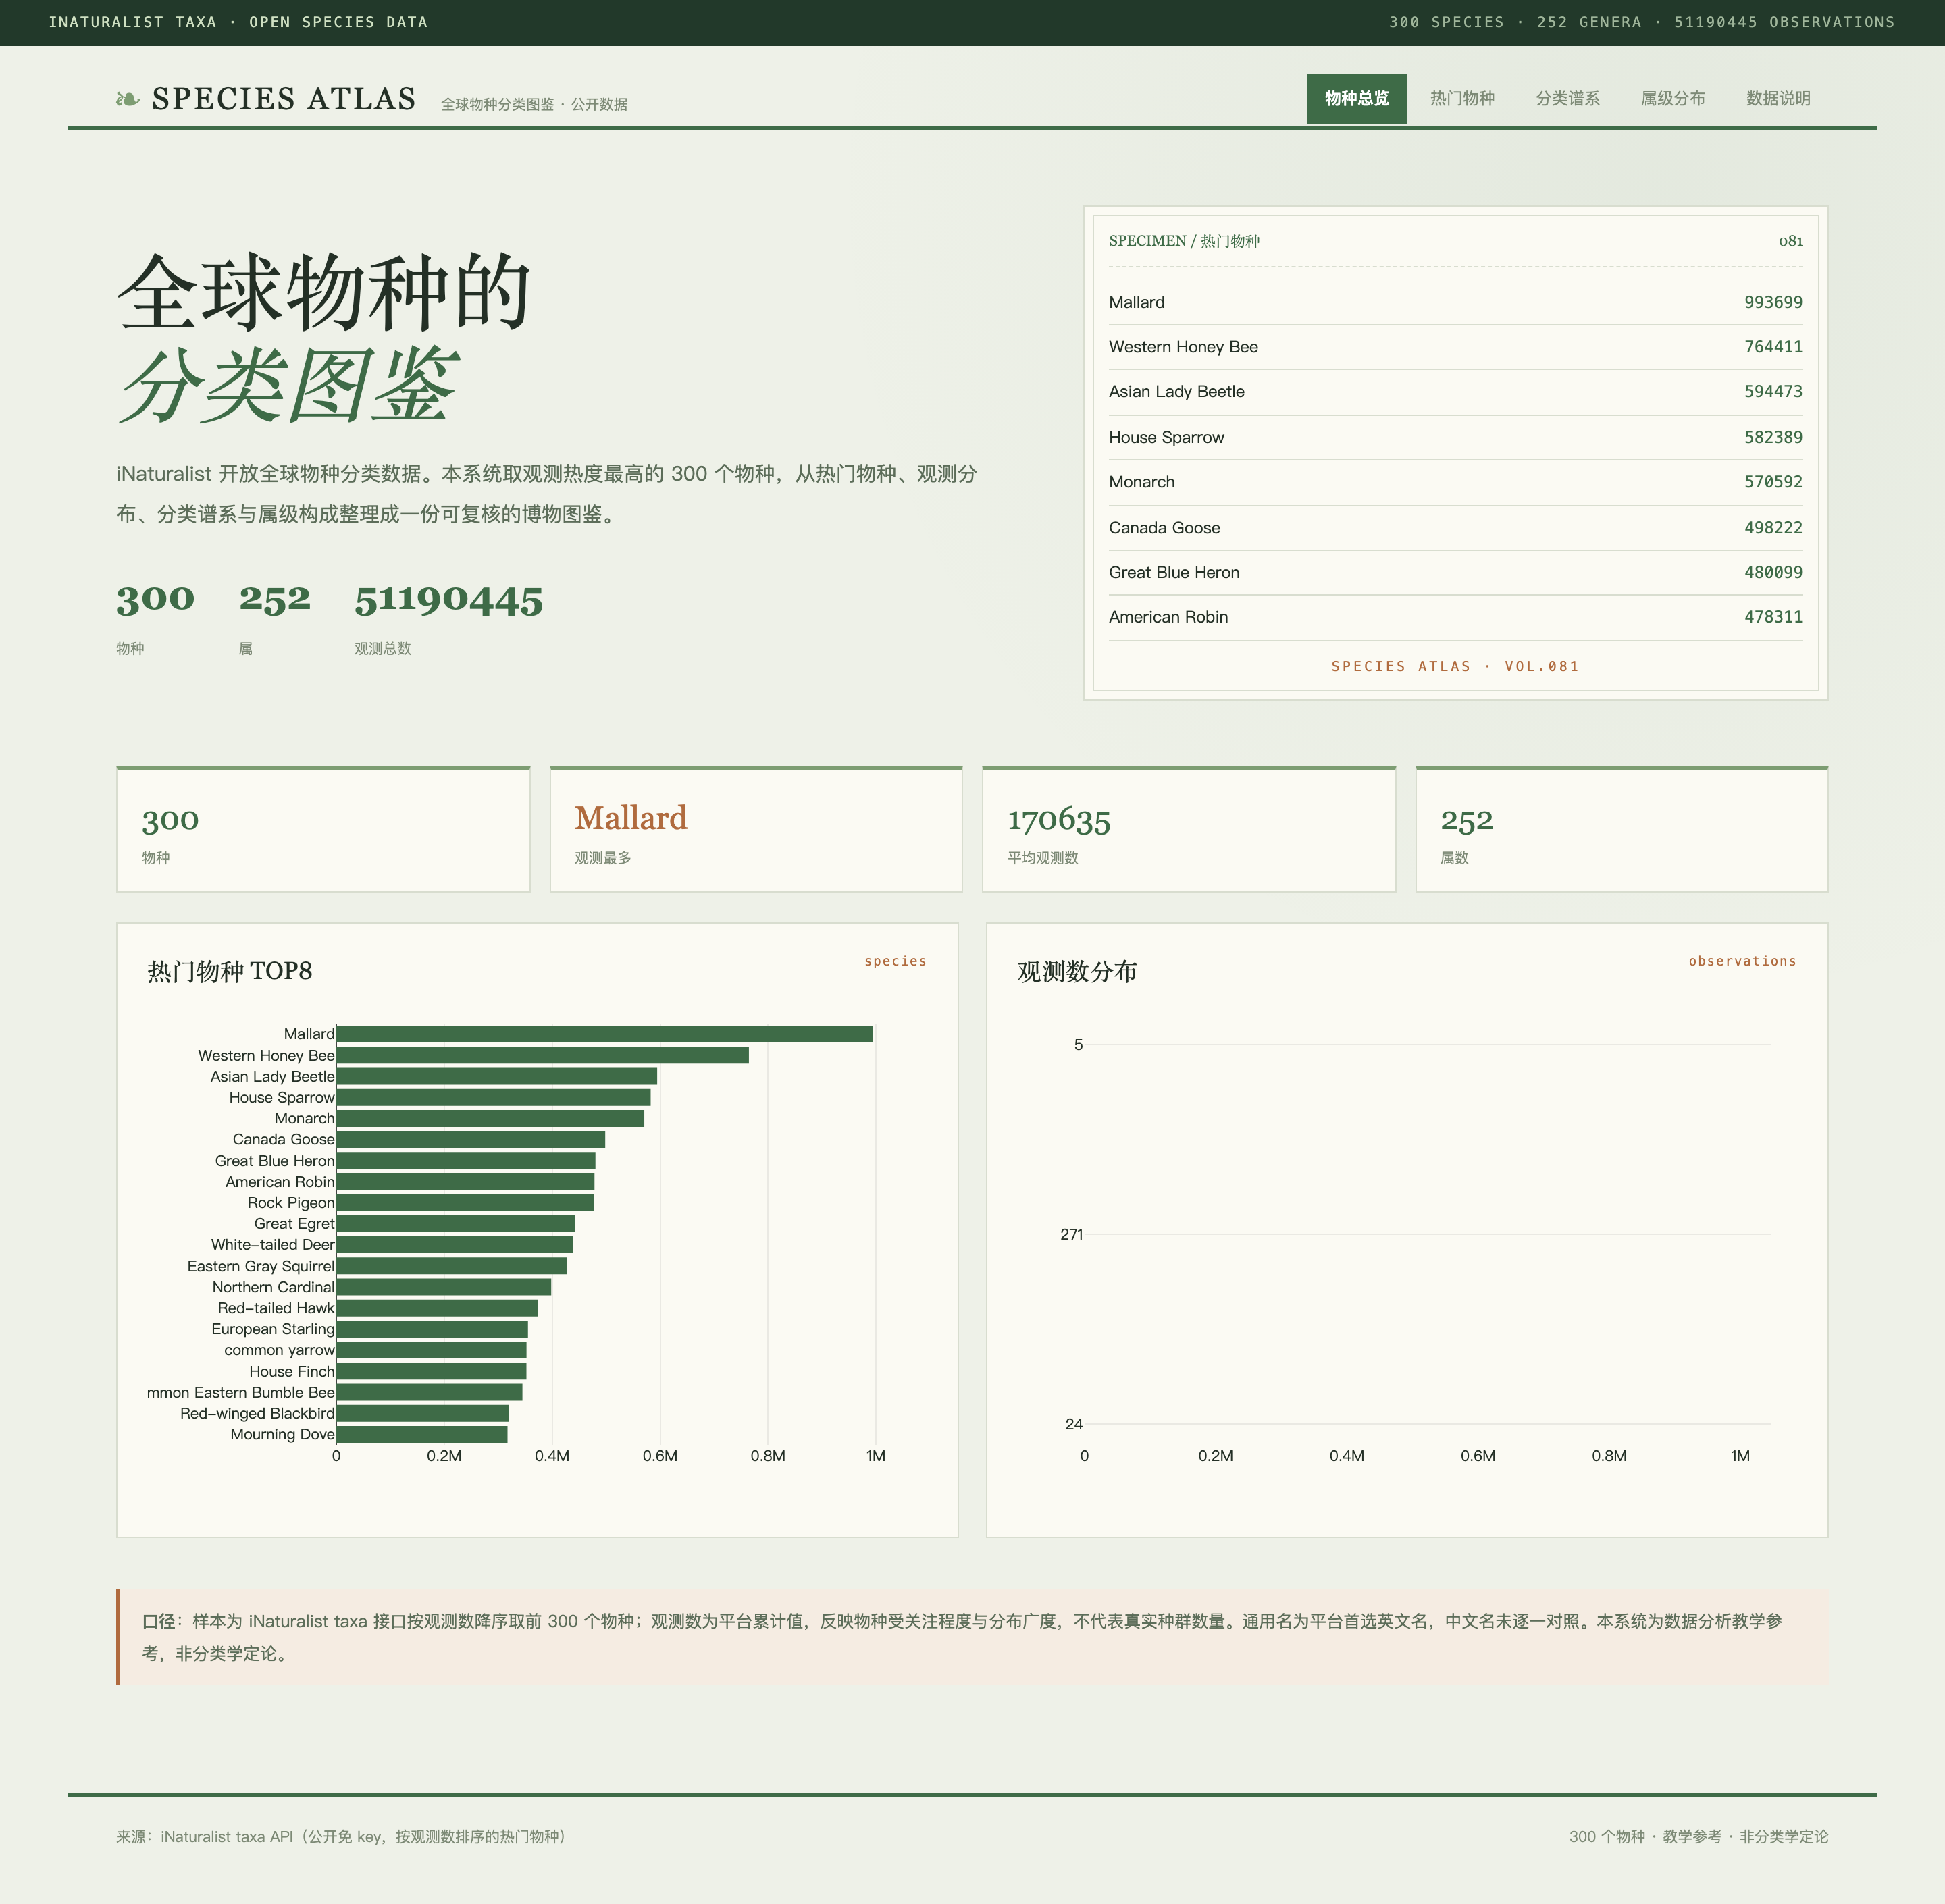 INATURALIST TAXA · OPEN SPECIES DATA
300 SPECIES · 252 GENERA · 51190445 OBSERVATIONS
SPECIES ATLAS
全球物种分类图鉴 · 公开数据
物种总览
热门物种
分类谱系
属级分布
数据说明
全球物种的
分类图鉴
iNaturalist 开放全球物种分类数据。本系统取观测热度最高的 300 个物种，从热门物种、观测分
布、分类谱系与属级构成整理成一份可复核的博物图鉴。
300
252
51190445
物种
属
观测总数
SPECIMEN / 热门物种
081
Mallard 993699
Western Honey Bee 764411
Asian Lady Beetle 594473
House Sparrow 582389
Monarch 570592
Canada Goose 498222
Great Blue Heron 480099
American Robin 478311
SPECIES ATLAS · VOL.081
300
物种
Mallard
观测最多
170635
平均观测数
252
属数
热门物种 TOP8
species
Mallard
Western Honey Bee
Asian Lady Beetle
House Sparrow
Monarch
Canada Goose
Great Blue Heron
American Robin
Rock Pigeon
Great Egret
White-tailed Deer
Eastern Gray Squirrel
Northern Cardinal
Red-tailed Hawk
European Starling
common yarrow
House Finch
mmon Eastern Bumble Bee
Red-winged Blackbird
Mourning Dove
0 0.2M 0.4M 0.6M 0.8M 1M
观测数分布
observations
5
271
24
0 0.2M 0.4M 0.6M 0.8M 1M
口径：样本为 iNaturalist taxa 接口按观测数降序取前 300 个物种；观测数为平台累计值，反映物种受关注程度与分布广度，不代表真实种群数量。通用名为平台首选英文名，中文名未逐一对照。本系统为数据分析教学参
考，非分类学定论。
来源：iNaturalist taxa API（公开免 key，按观测数排序的热门物种）
300 个物种 · 教学参考 · 非分类学定论